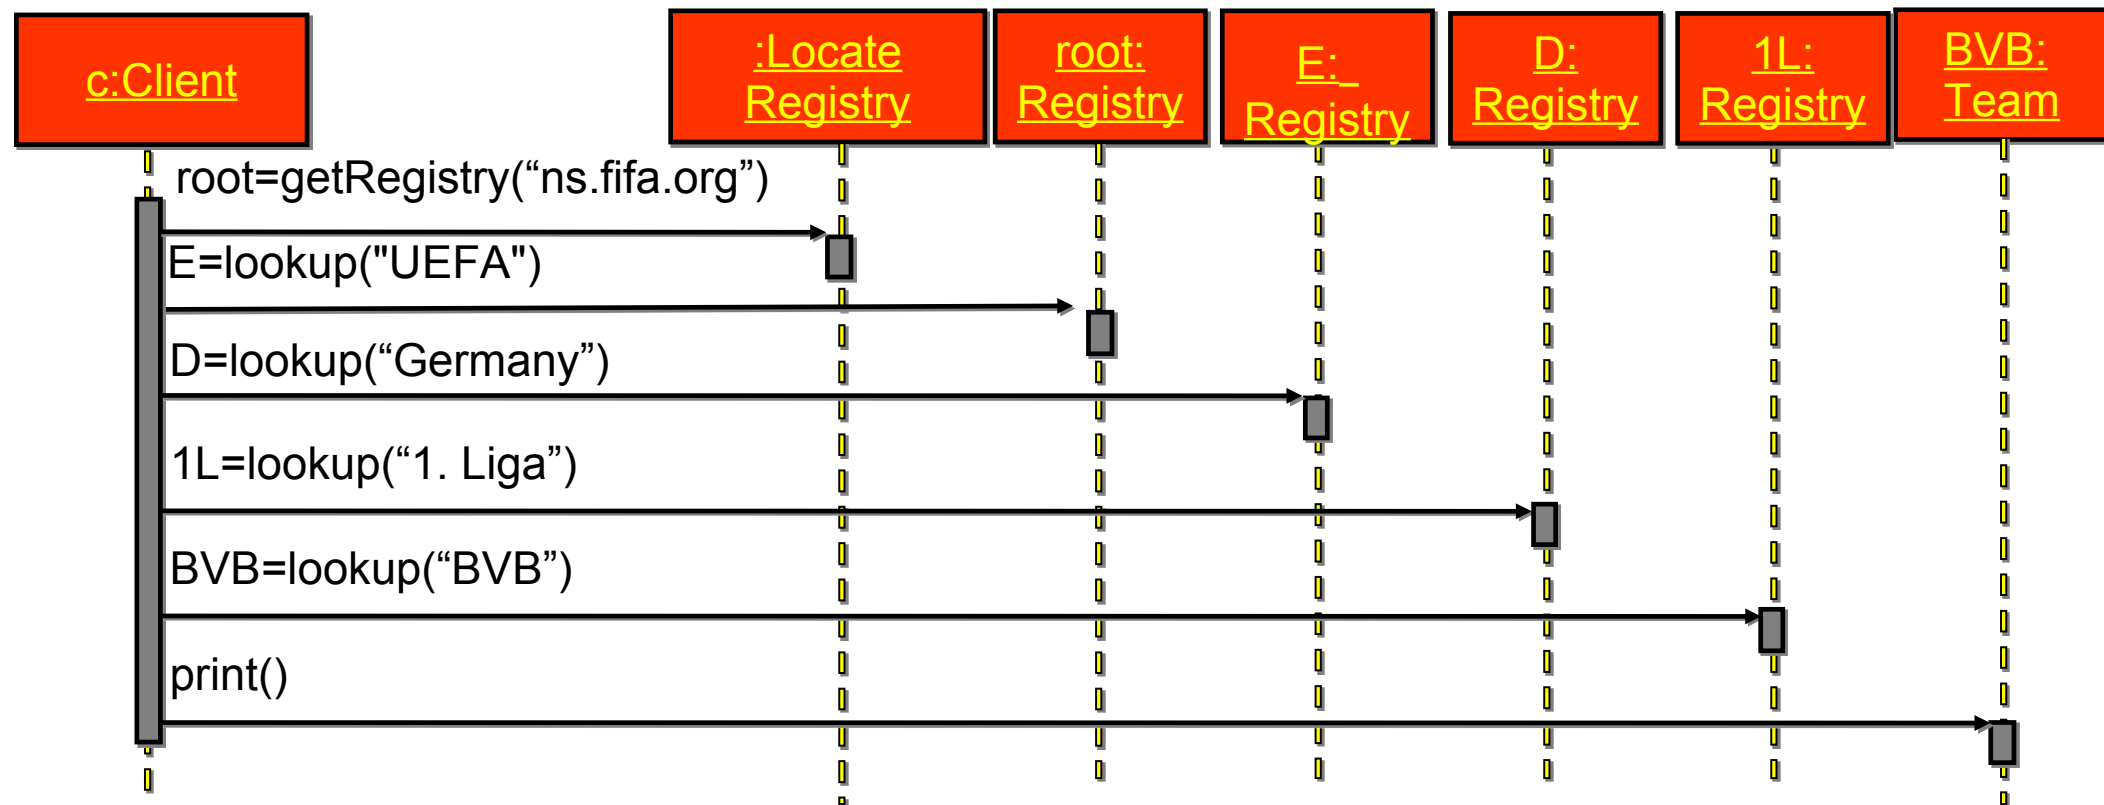 c:Client
:Locate
Registry
root:
Registry
E:_
Registry
D:
Registry
1L:
Registry
BVB:
Team
root=getRegistry(“ns.fifa.org”)
E=lookup("UEFA")
D=lookup(“Germany”)
1L=lookup(“1. Liga”)
BVB=lookup(“BVB”)
print()